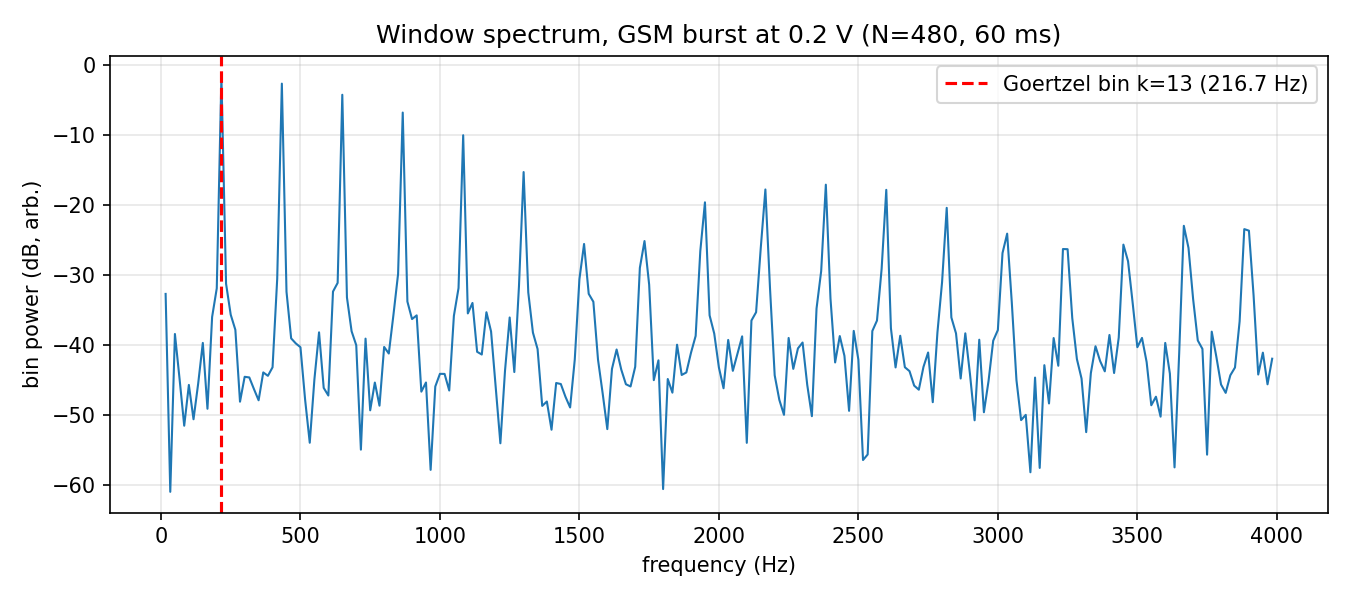 Window spectrum, GSM burst at 0.2 V (N=480, 60 ms)
Goertzel bin k=13 (216.7 Hz)
bin power (dB, arb.)
0
−10
−20
−30
−40
−50
−60
0 500 1000 1500 2000 2500 3000 3500 4000
frequency (Hz)